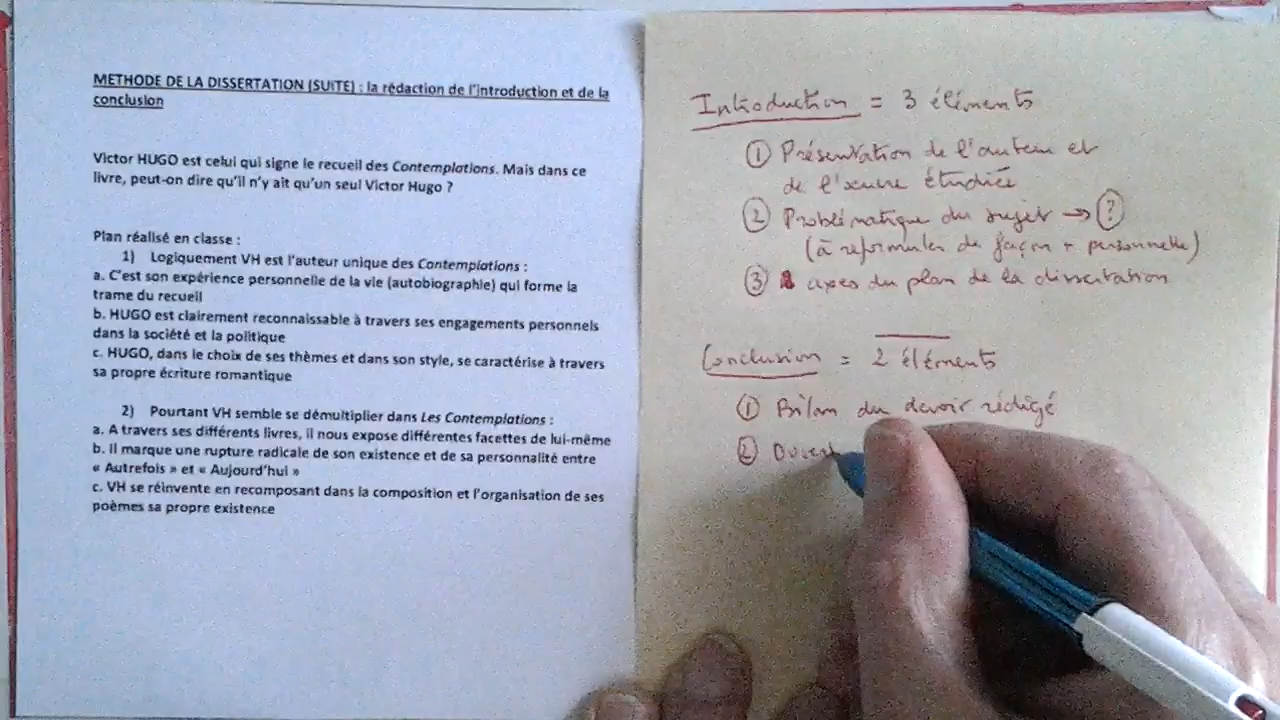 METHODE DE LA DISSERTATION (SUITE) : la rédaction de l'introduction et de la
conclusion
Victor HUGO est celui qui signe le recueil des Contemplations. Mais dans ce
livre, peut-on dire qu'il n'y ait qu'un seul Victor Hugo ?
Plan réalisé en classe :
1) Logiquement VH est l'auteur unique des Contemplations :
a. C'est son expérience personnelle de la vie (autobiographie) qui forme la
trame du recueil
b. HUGO est clairement reconnaissable à travers ses engagements personnels
dans la société et la politique
c. HUGO, dans le choix de ses thèmes et dans son style, se caractérise à travers
sa propre écriture romantique
2) Pourtant VH semble se démultiplier dans Les Contemplations :
a. A travers ses différents livres, il nous expose différentes facettes de lui-même
b. Il marque une rupture radicale de son existence et de sa personnalité entre
« Autrefois » et « Aujourd'hui »
c. VH se réinvente en recomposant dans la composition et l'organisation de ses
poèmes sa propre existence
Introduction = 3 éléments
① Présentation de l'auteur et
de l'œuvre étudiée
② Problématique du sujet → ?
(à reformuler de façon + personnelle)
③ axes du plan de la dissertation
Conclusion = 2 éléments
① Bilan du devoir rédigé
② Ouvert